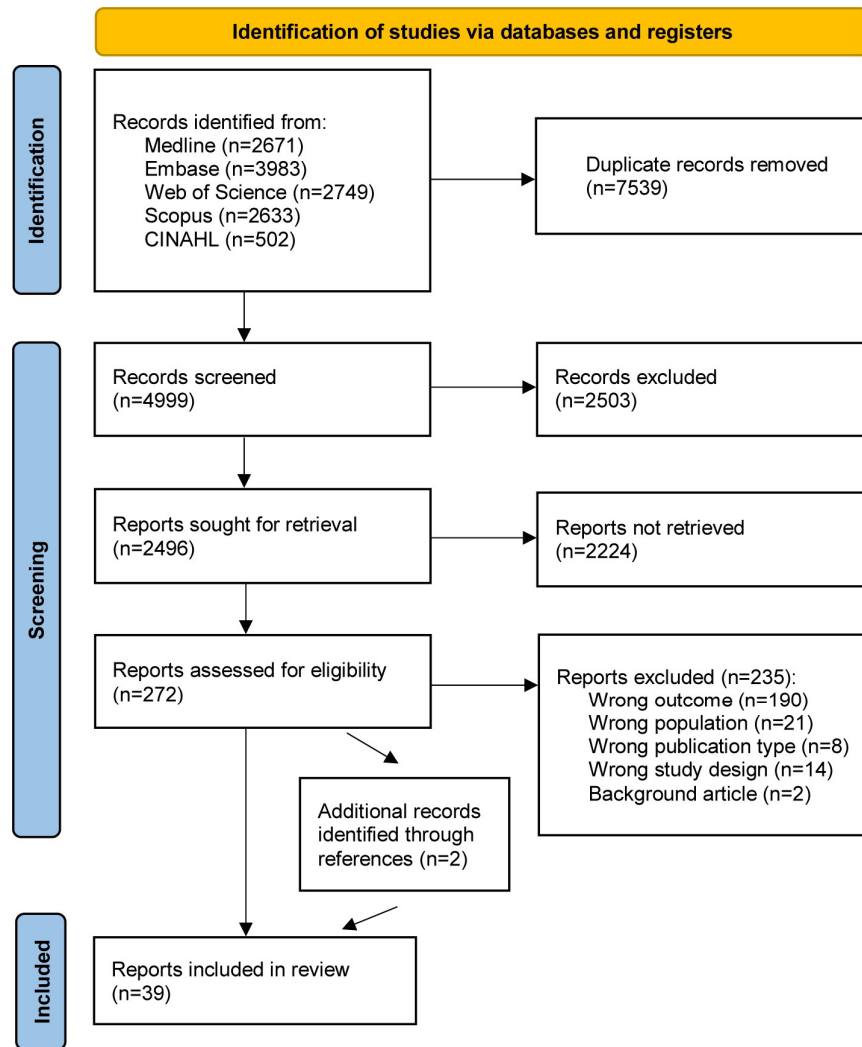 Identification of studies via databases and registers
Identification
Records identified from:
Medline (n=2671)
Embase (n=3983)
Web of Science (n=2749)
Scopus (n=2633)
CINAHL (n=502)
Duplicate records removed
(n=7539)
Screening
Records screened
(n=4999)
Records excluded
(n=2503)
Reports sought for retrieval
(n=2496)
Reports not retrieved
(n=2224)
Reports assessed for eligibility
(n=272)
Reports excluded (n=235):
Wrong outcome (n=190)
Wrong population (n=21)
Wrong publication type (n=8)
Wrong study design (n=14)
Background article (n=2)
Additional records
identified through
references (n=2)
Included
Reports included in review
(n=39)